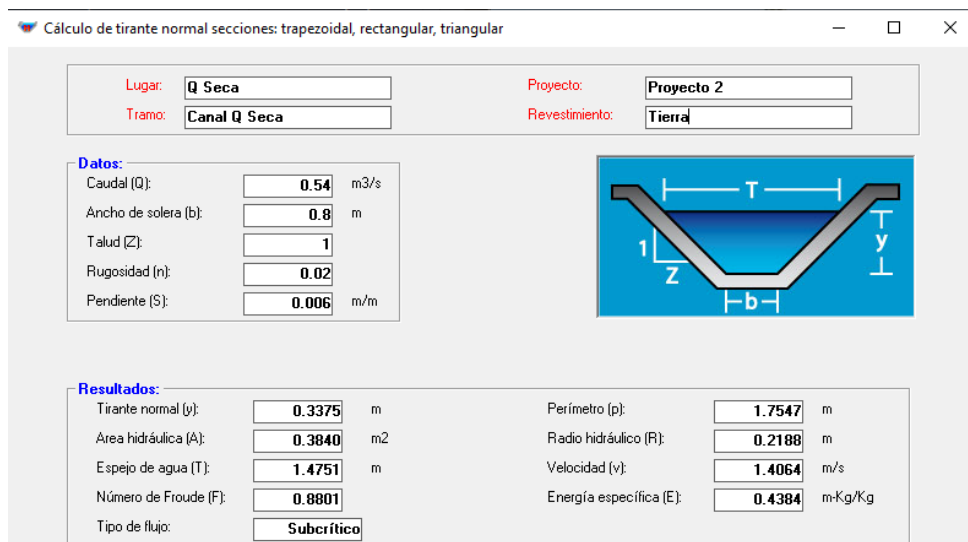 Cálculo de tirante normal secciones: trapezoidal, rectangular, triangular
Lugar: Q Seca Proyecto: Proyecto 2
Tramo: Canal Q Seca Revestimiento: Tierra
Datos:
Caudal (Q): 0.54 m3/s
Ancho de solera (b): 0.8 m
Talud (Z): 1
Rugosidad (n): 0.02
Pendiente (S): 0.006 m/m
T
1
Z
y
b
Resultados:
Tirante normal (y): 0.3375 m Perímetro (p): 1.7547 m
Area hidráulica (A): 0.3840 m2 Radio hidráulico (R): 0.2188 m
Espejo de agua (T): 1.4751 m Velocidad (v): 1.4064 m/s
Número de Froude (F): 0.8801 Energía específica (E): 0.4384 m-Kg/Kg
Tipo de flujo: Subcrítico